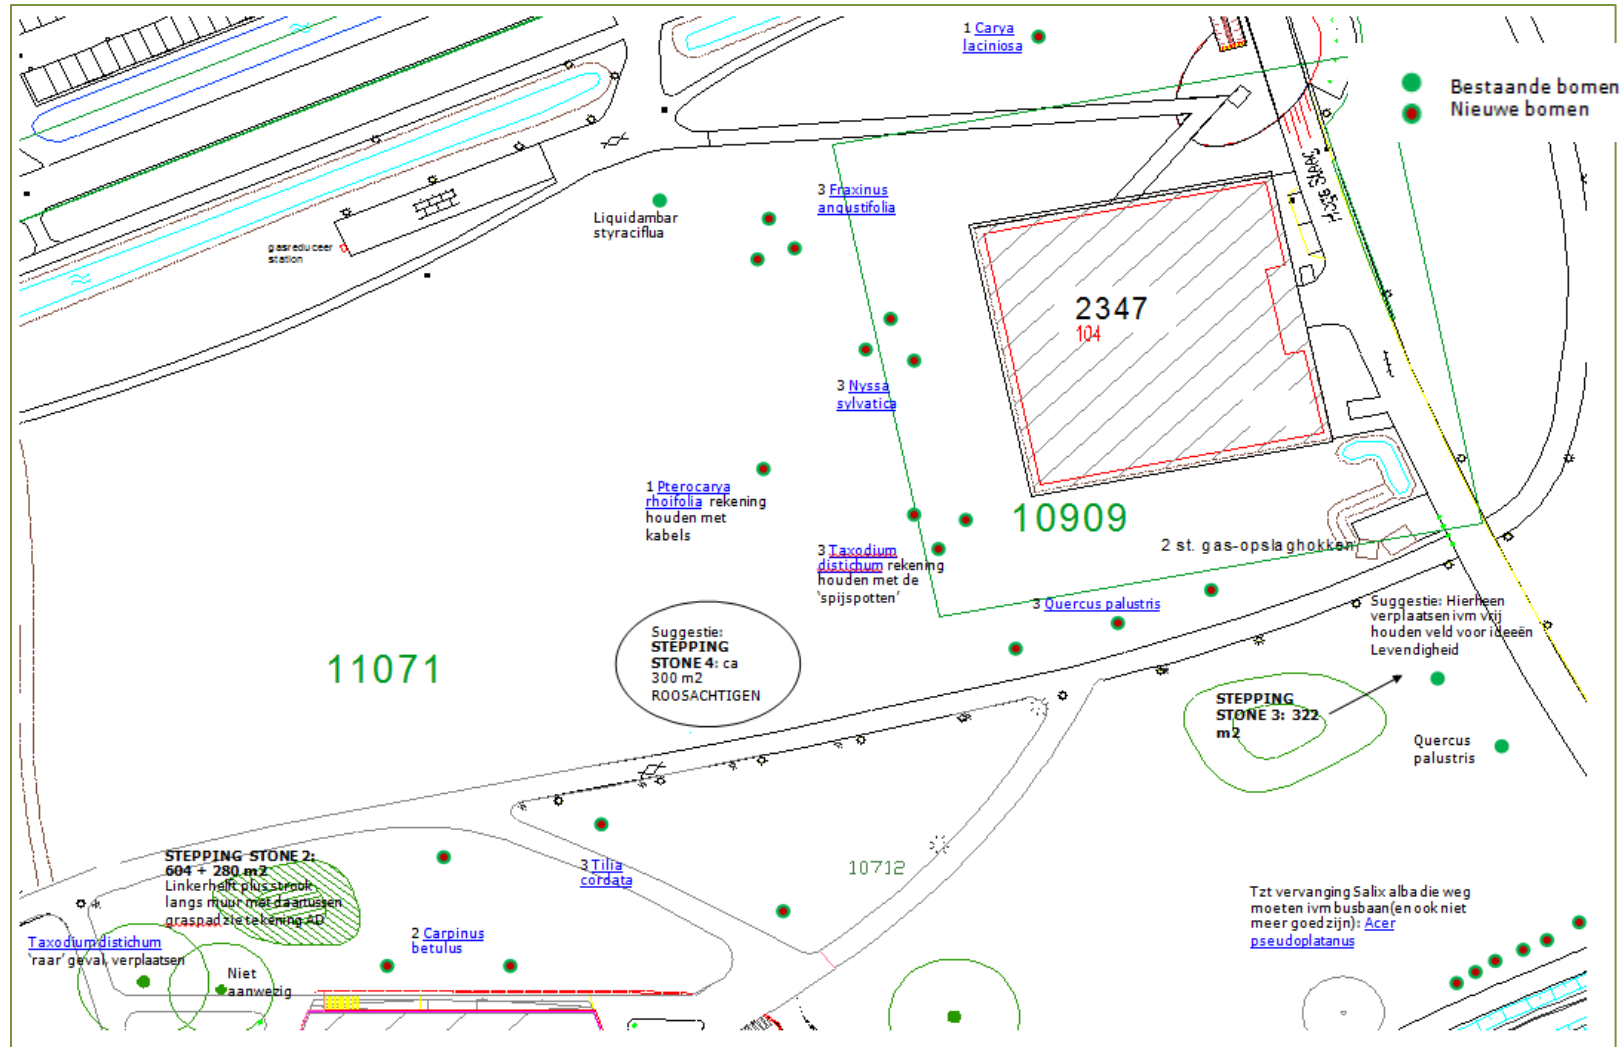 1 Carya
laciniosa
Bestaande bomen
Nieuwe bomen
3 Fraxinus
angustifolia
Liquidambar
styraciflua
gasreduceer
station
2347
104
3 Nyssa
sylvatica
1 Pterocarya
rhoifolia rekening
houden met
kabels
10909
2 st. gas-opslaghokken
3 Taxodium
distichum rekening
houden met de
'spijspotten'
3 Quercus palustris
Suggestie: Hierheen
verplaatsen ivm vrij
houden veld voor ideeën
Levendigheid
11071
Suggestie:
STEPPING
STONE 4: ca
300 m2
ROOSACHTIGEN
STEPPING
STONE 3: 322
m2
Quercus
palustris
STEPPING STONE 2:
604 + 280 m2
Linkerhelft plus strook
langs muur met daartussen
graspad zie tekening AD
3 Tilia
cordata
10712
Tzt vervanging Salix alba die weg
moeten ivm busbaan(en ook niet
meer goed zijn): Acer
pseudoplatanus
2 Carpinus
betulus
Taxodium distichum
'raar' geval, verplaatsen
Niet
aanwezig